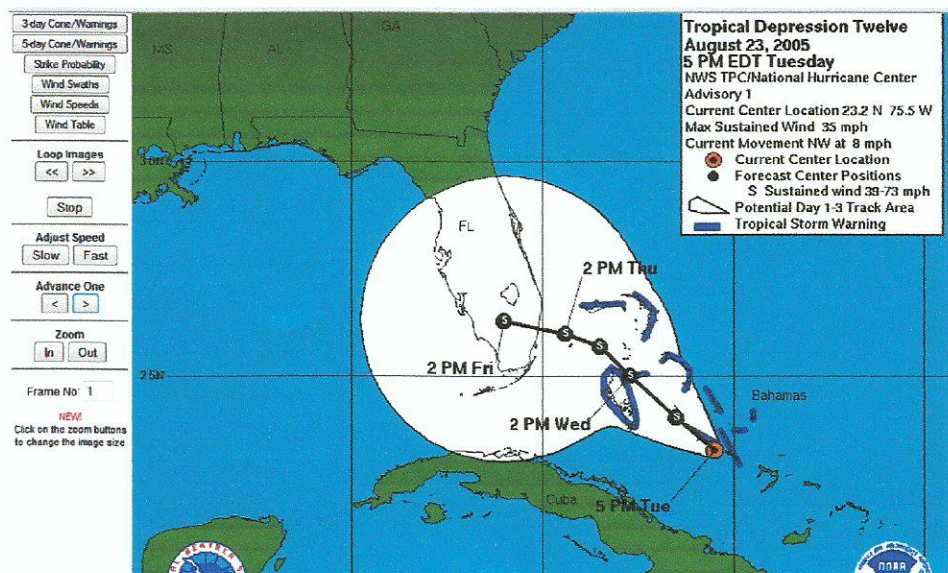 3-day Cone/Warnings
5-day Cone/Warnings
Strike Probability
Wind Swaths
Wind Speeds
Wind Table
Loop Images
<< >>
Stop
Adjust Speed
Slow Fast
Advance One
< >
Zoom
In Out
Frame No: 1
NEW!
Click on the zoom buttons
to change the image size
Tropical Depression Twelve
August 23, 2005
5 PM EDT Tuesday
NWS TPC/National Hurricane Center
Advisory 1
Current Center Location 23.2 N 75.5 W
Max Sustained Wind 35 mph
Current Movement NW at 8 mph
Current Center Location
Forecast Center Positions
S Sustained wind 39-73 mph
Potential Day 1-3 Track Area
Tropical Storm Warning
MS
AL
GA
30N
FL
2 PM Thu
S
S
S
2 PM Fri
25N
S
2 PM Wed
S
Bahamas
5 PM Tue
Cuba
NOAA